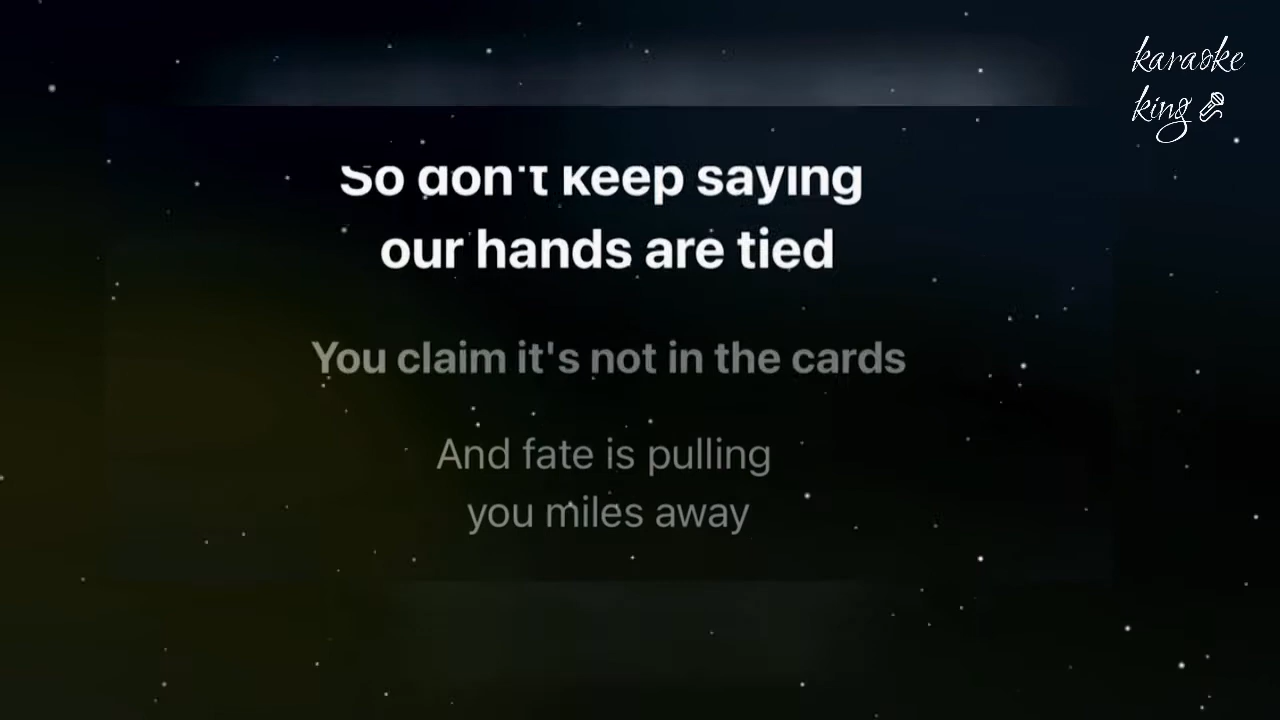 karaoke
king
So don't keep saying
our hands are tied
You claim it's not in the cards
And fate is pulling
you miles away